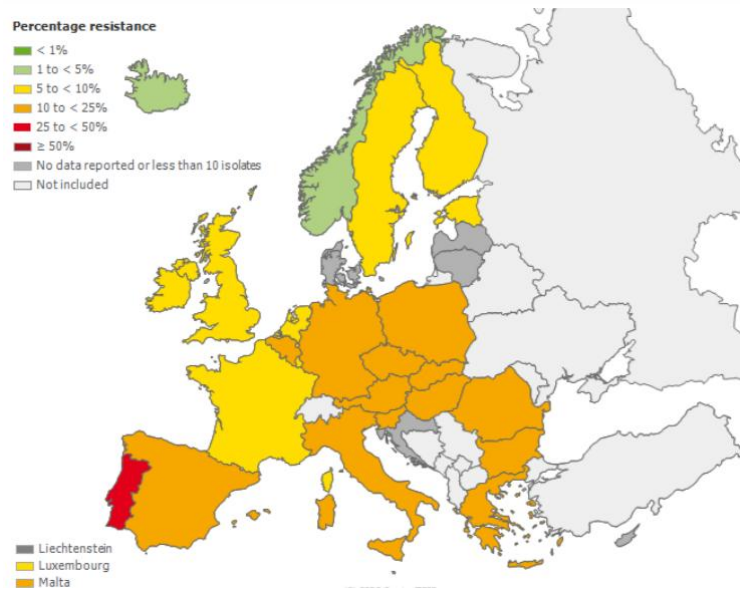 Percentage resistance
< 1%
1 to < 5%
5 to < 10%
10 to < 25%
25 to < 50%
≥ 50%
No data reported or less than 10 isolates
Not included
Liechtenstein
Luxembourg
Malta